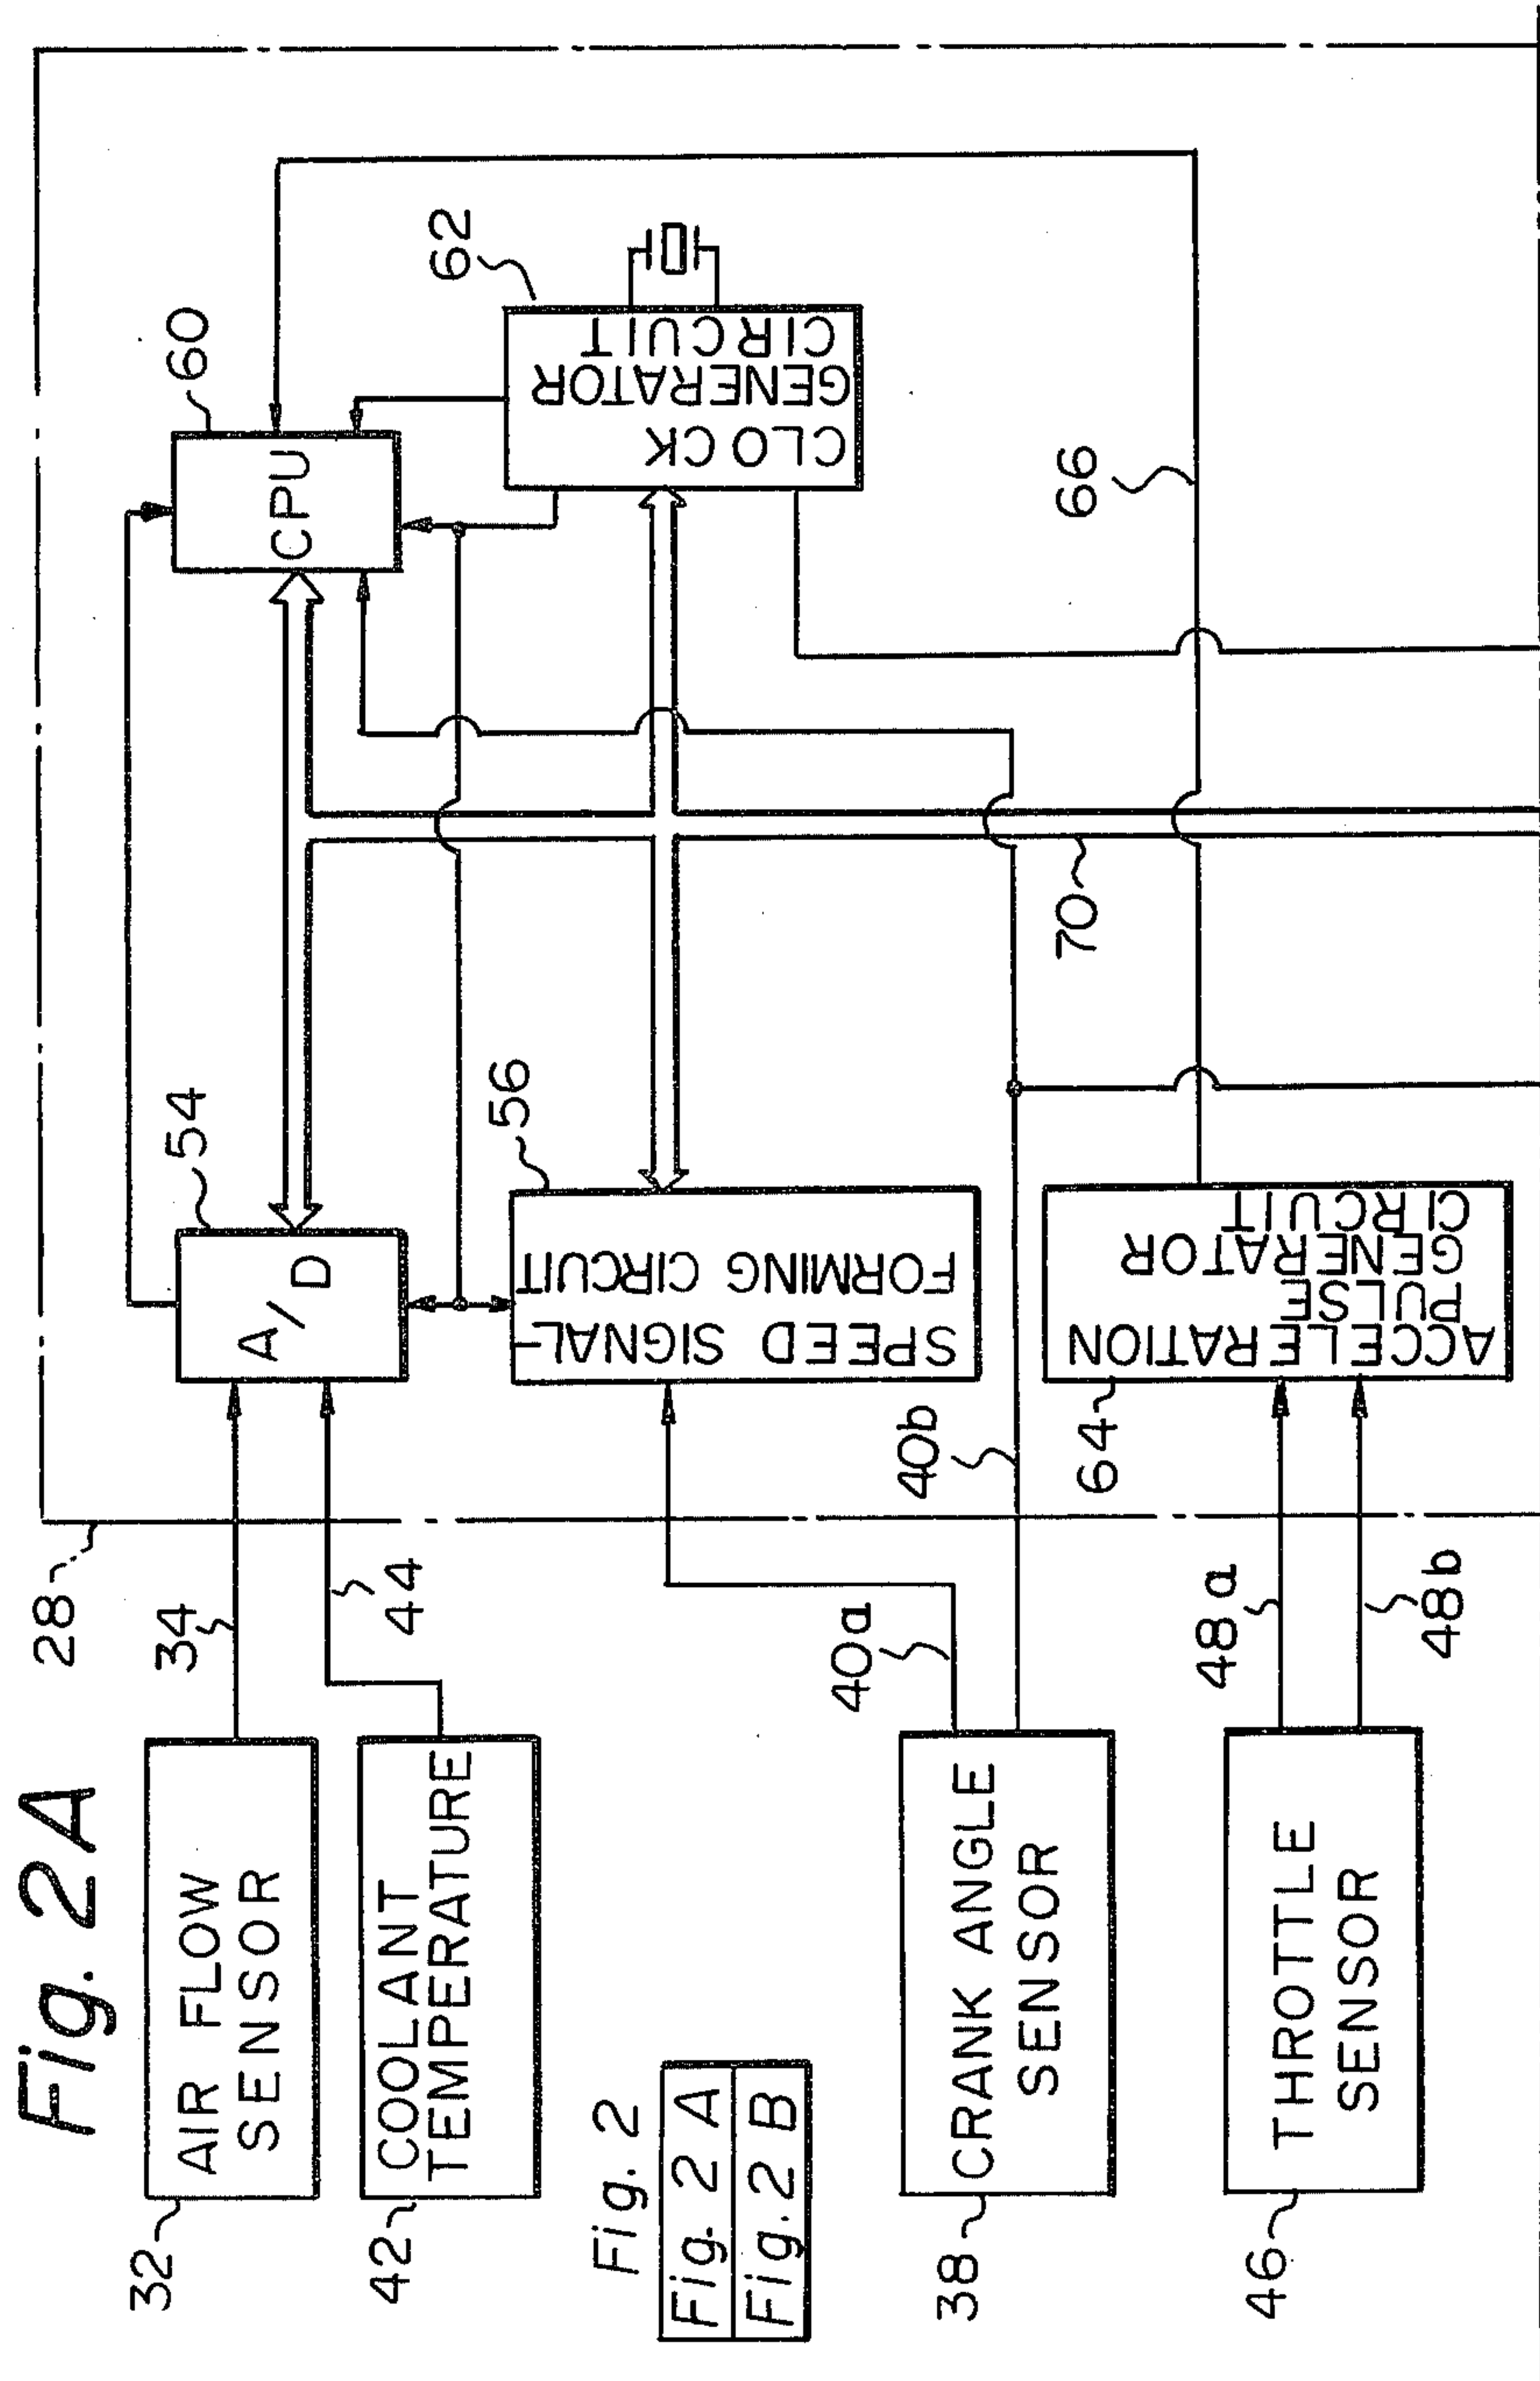 Fig. 2A
28
32
AIR FLOW
SENSOR
34
54
A/D
60
CPU
42
COOLANT
TEMPERATURE
44
56
SPEED SIGNAL-
FORMING CIRCUIT
62
CLOCK
GENERATOR
CIRCUIT
Fig. 2
Fig. 2 A
Fig. 2 B
38
CRANK ANGLE
SENSOR
40a
40b
70
66
46
THROTTLE
SENSOR
48a
48b
64
ACCELERATION
PULSE
GENERATOR
CIRCUIT